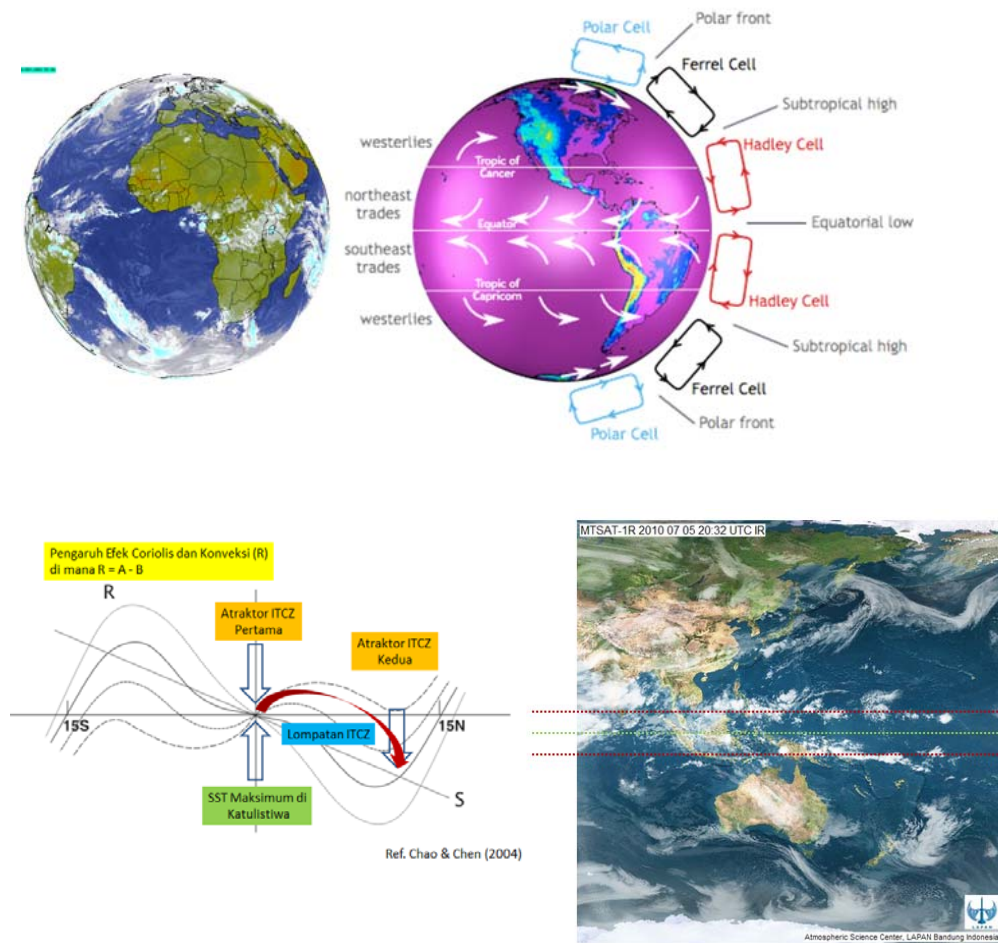 Polar Cell
Polar front
Ferrel Cell
Subtropical high
westerlies
Hadley Cell
Tropic of
Cancer
northeast
trades
Equator
Equatorial low
southeast
trades
Tropic of
Capricorn
westerlies
Hadley Cell
Subtropical high
Ferrel Cell
Polar Cell
Polar front
Pengaruh Efek Coriolis dan Konveksi (R)
di mana R = A - B
R
Atraktor ITCZ
Pertama
Atraktor ITCZ
Kedua
15S
15N
Lompatan ITCZ
SST Maksimum di
Katulistiwa
S
Ref. Chao & Chen (2004)
MTSAT-1R 2010 07 05 20:32 UTC IR
LAPAN
Atmospheric Science Center, LAPAN Bandung Indonesia